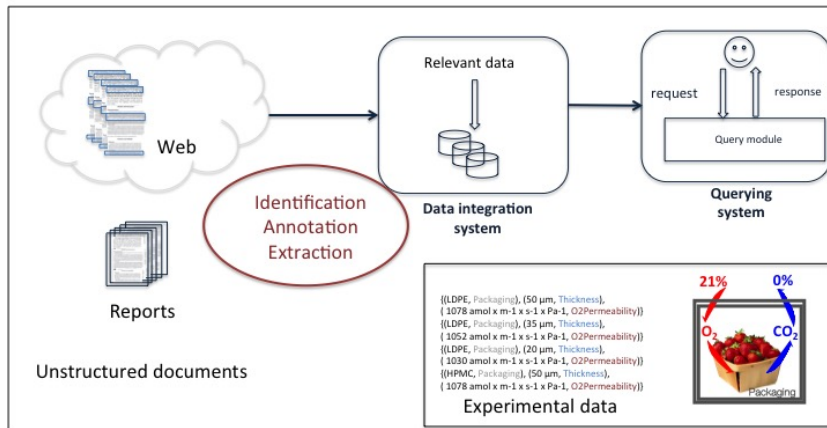 Web
Reports
Unstructured documents
Identification
Annotation
Extraction
Relevant data
Data integration
system
request
response
Query module
Querying
system
{(LDPE, Packaging), (50 µm, Thickness),
( 1078 amol x m-1 x s-1 x Pa-1, O2Permeability)}
{(LDPE, Packaging), (35 µm, Thickness),
( 1052 amol x m-1 x s-1 x Pa-1, O2Permeability)}
{(LDPE, Packaging), (20 µm, Thickness),
( 1030 amol x m-1 x s-1 x Pa-1, O2Permeability)}
{(HPMC, Packaging), (50 µm, Thickness),
( 1078 amol x m-1 x s-1 x Pa-1, O2Permeability)}
Experimental data
21%
0%
O2
CO2
Packaging